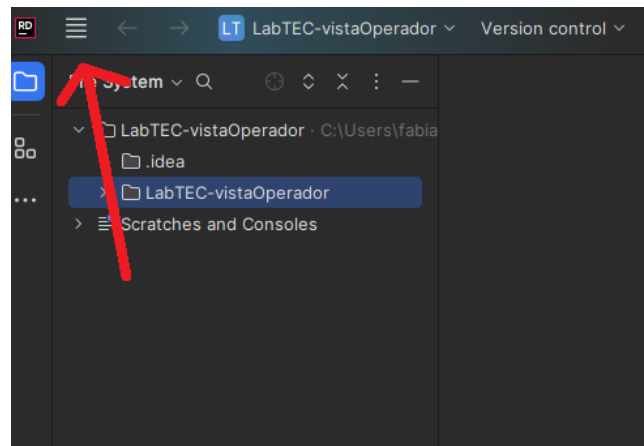 RD LT LabTEC-vistaOperador Version control
System
LabTEC-vistaOperador · C:\Users\fabia
.idea
LabTEC-vistaOperador
Scratches and Consoles